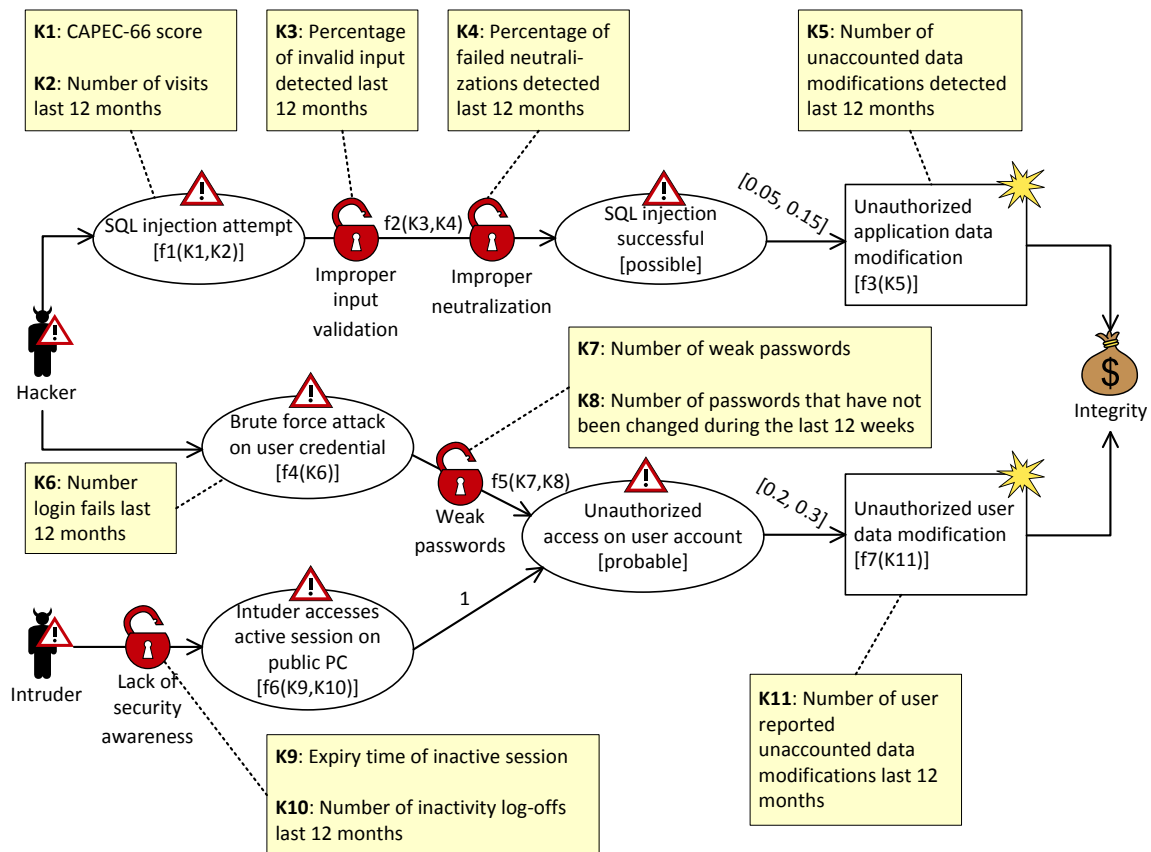 K1: CAPEC-66 score
K2: Number of visits
last 12 months
K3: Percentage
of invalid input
detected last
12 months
K4: Percentage of
failed neutrali-
zations detected
last 12 months
K5: Number of
unaccounted data
modifications detected
last 12 months
SQL injection attempt
[f1(K1,K2)]
f2(K3,K4)
Improper
input
validation
Improper
neutralization
SQL injection
successful
[possible]
[0.05, 0.15]
Unauthorized
application data
modification
[f3(K5)]
Hacker
$
Integrity
K7: Number of weak passwords
K8: Number of passwords that have not
been changed during the last 12 weeks
Brute force attack
on user credential
[f4(K6)]
K6: Number
login fails last
12 months
f5(K7,K8)
Weak
passwords
Unauthorized
access on user account
[probable]
[0.2, 0.3]
Unauthorized user
data modification
[f7(K11)]
1
Intruder
Lack of
security
awareness
Intuder accesses
active session on
public PC
[f6(K9,K10)]
K9: Expiry time of inactive session
K10: Number of inactivity log-offs
last 12 months
K11: Number of user
reported
unaccounted data
modifications last 12
months